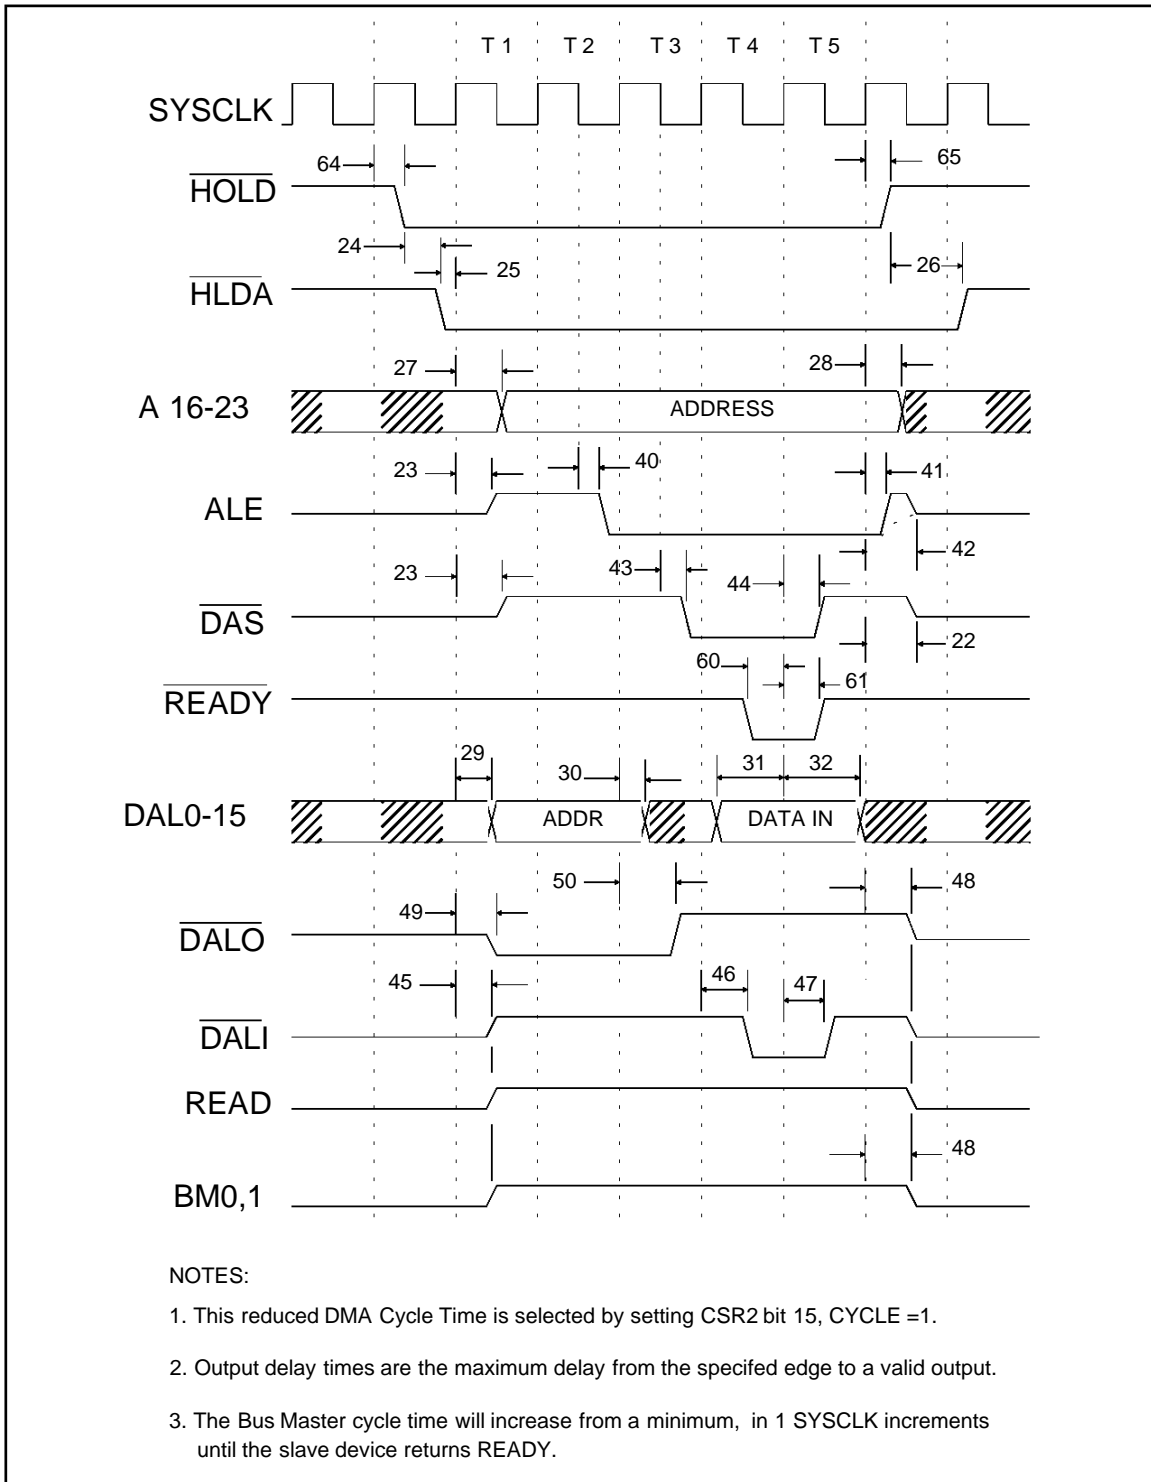 T 1 T 2 T 3 T 4 T 5
SYSCLK
64 65
HOLD
24 25 26
HLDA
27 28
A 16-23 ADDRESS
23 40 41
ALE
42
23 43 44
DAS
22
60 61
READY
29 30 31 32
DAL0-15 ADDR DATA IN
50 48
49
DALO
45 46 47
DALI
READ
48
BM0,1
NOTES:
1. This reduced DMA Cycle Time is selected by setting CSR2 bit 15, CYCLE =1.
2. Output delay times are the maximum delay from the specifed edge to a valid output.
3. The Bus Master cycle time will increase from a minimum, in 1 SYSCLK increments
until the slave device returns READY.